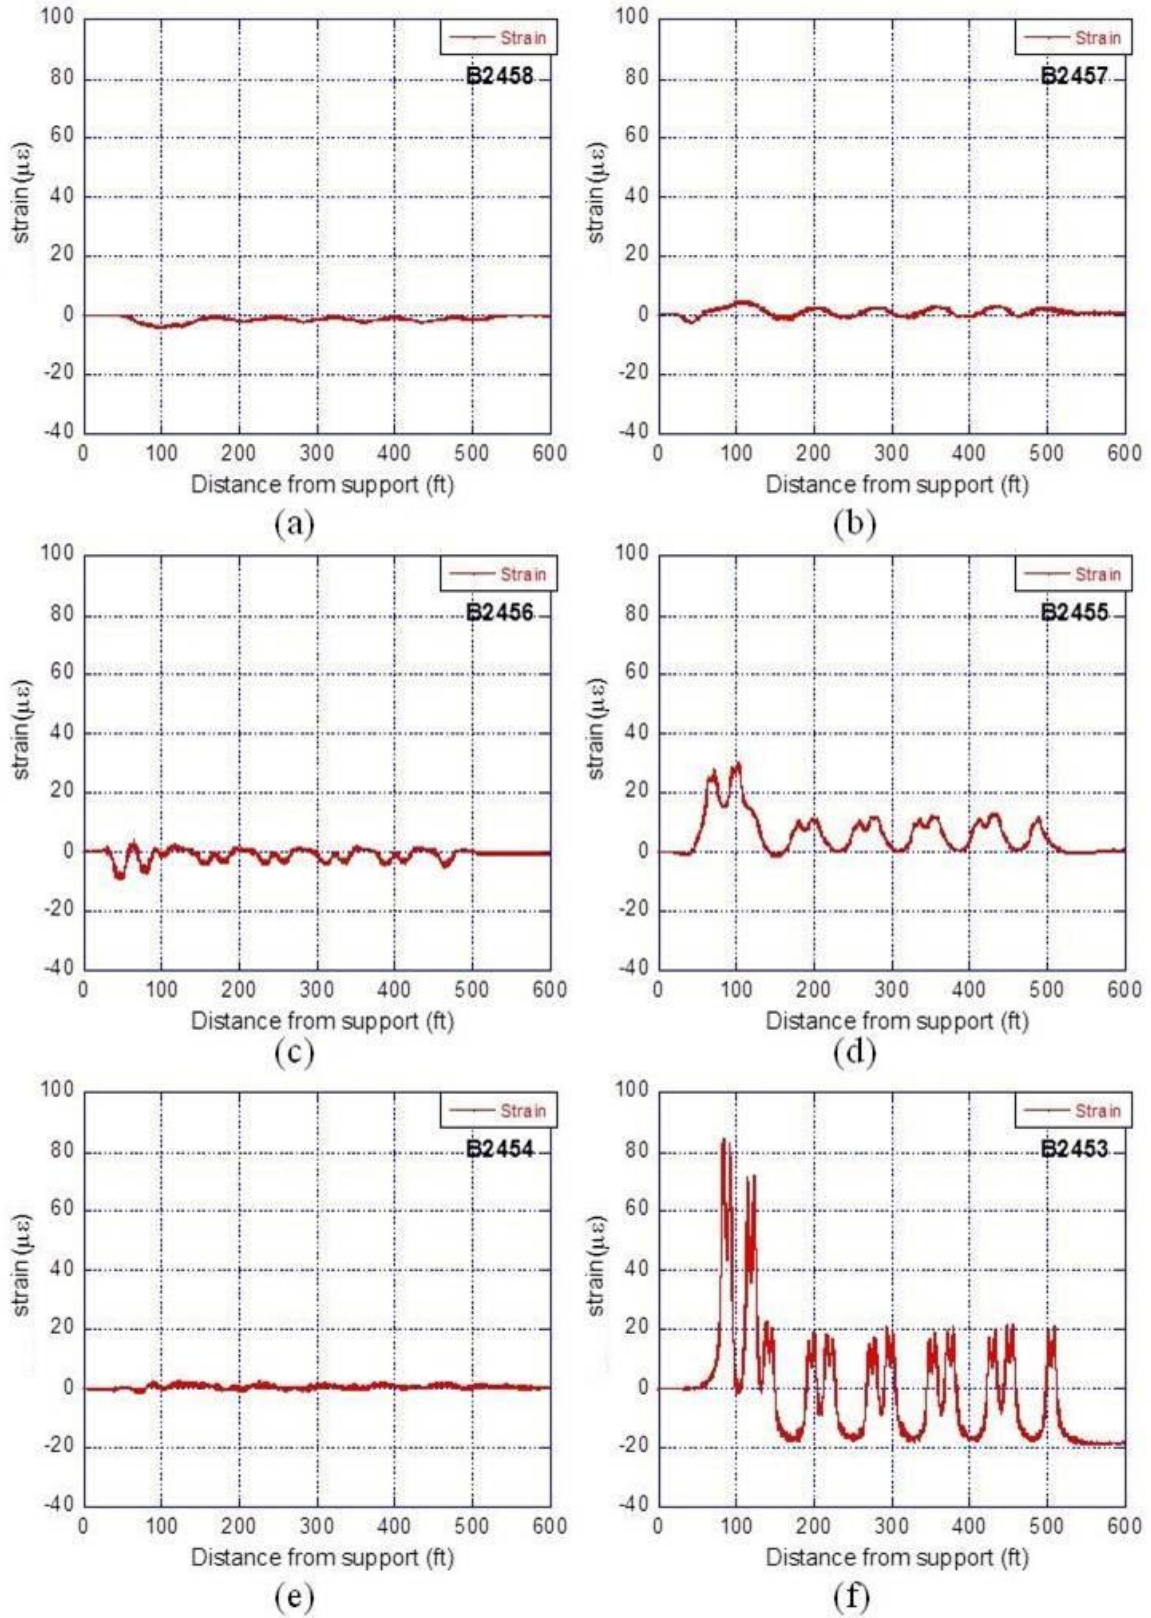 100
80
60
40
20
0
-20
-40
strain(με)
Strain
B2458
0 100 200 300 400 500 600
Distance from support (ft)
(a)
100
80
60
40
20
0
-20
-40
strain(με)
Strain
B2457
0 100 200 300 400 500 600
Distance from support (ft)
(b)
100
80
60
40
20
0
-20
-40
strain(με)
Strain
B2456
0 100 200 300 400 500 600
Distance from support (ft)
(c)
100
80
60
40
20
0
-20
-40
strain(με)
Strain
B2455
0 100 200 300 400 500 600
Distance from support (ft)
(d)
100
80
60
40
20
0
-20
-40
strain(με)
Strain
B2454
0 100 200 300 400 500 600
Distance from support (ft)
(e)
100
80
60
40
20
0
-20
-40
strain(με)
Strain
B2453
0 100 200 300 400 500 600
Distance from support (ft)
(f)